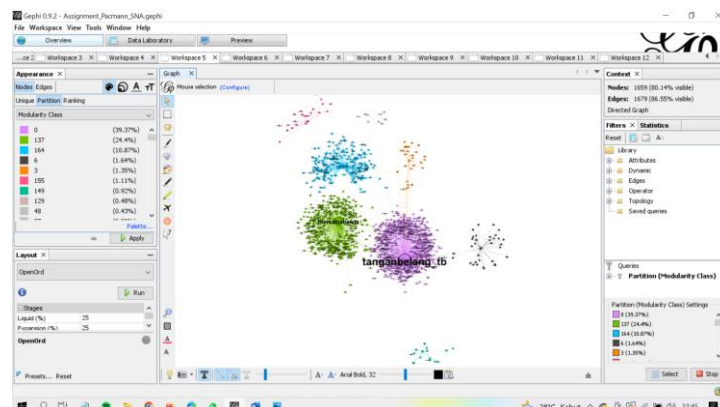 Gephi 0.9.2 - Assignment_Pacmann_SNA.gephi
File Workspace View Tools Window Help
Overview Data Laboratory Preview
...ce 2 Workspace 3 Workspace 4 Workspace 5 Workspace 6 Workspace 7 Workspace 8 Workspace 9 Workspace 10 Workspace 11 Workspace 12
Appearance
Nodes Edges
Unique Partition Ranking
Modularity Class
0 (39.37%)
137 (24.4%)
164 (10.87%)
6 (1.64%)
3 (1.35%)
155 (1.11%)
149 (0.92%)
129 (0.48%)
48 (0.43%)
Palette...
Apply
Layout
OpenOrd
Run
Stages
Liquid (%) 25
Expansion (%) 25
OpenOrd
Presets... Reset
Graph
Mouse selection (Configure)
tanganbelang_tb
Arial Bold, 32
Context
Nodes: 1659 (80.14% visible)
Edges: 1679 (86.55% visible)
Directed Graph
Filters Statistics
Reset
Library
Attributes
Dynamic
Edges
Operator
Topology
Saved queries
Queries
Partition (Modularity Class)
Partition (Modularity Class) Settings
0 (39.37%)
137 (24.4%)
164 (10.87%)
6 (1.64%)
3 (1.35%)
Select Stop
28°C Kabut